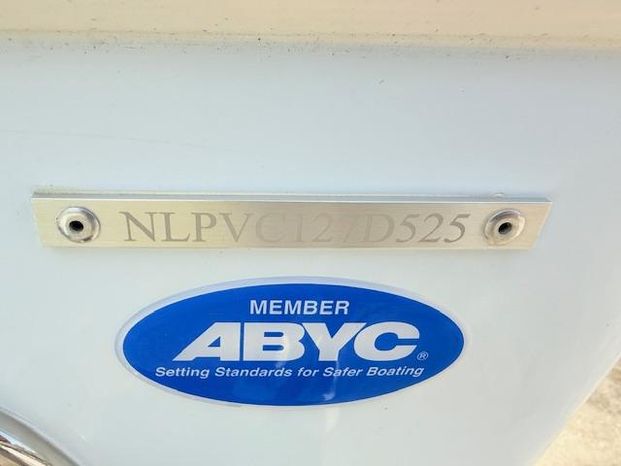 NLPVC127D525
MEMBER
ABYC®
Setting Standards for Safer Boating